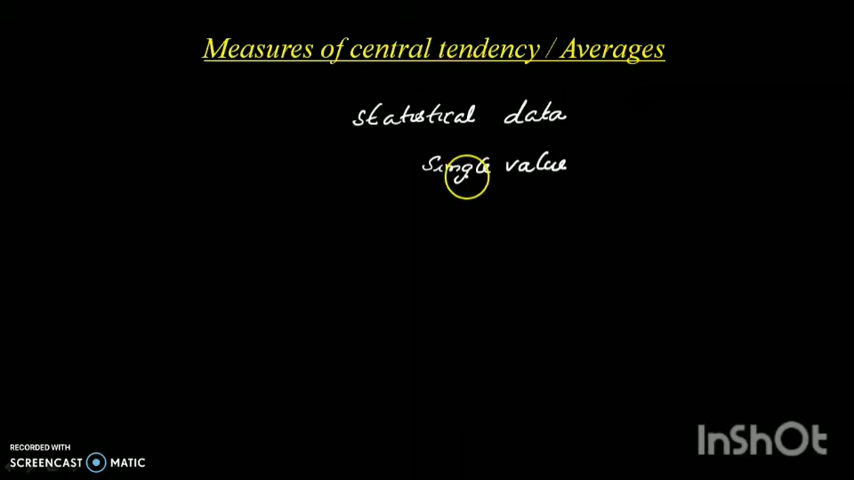 Measures of central tendency / Averages
statistical data
single value
RECORDED WITH
SCREENCAST MATIC
InShOt